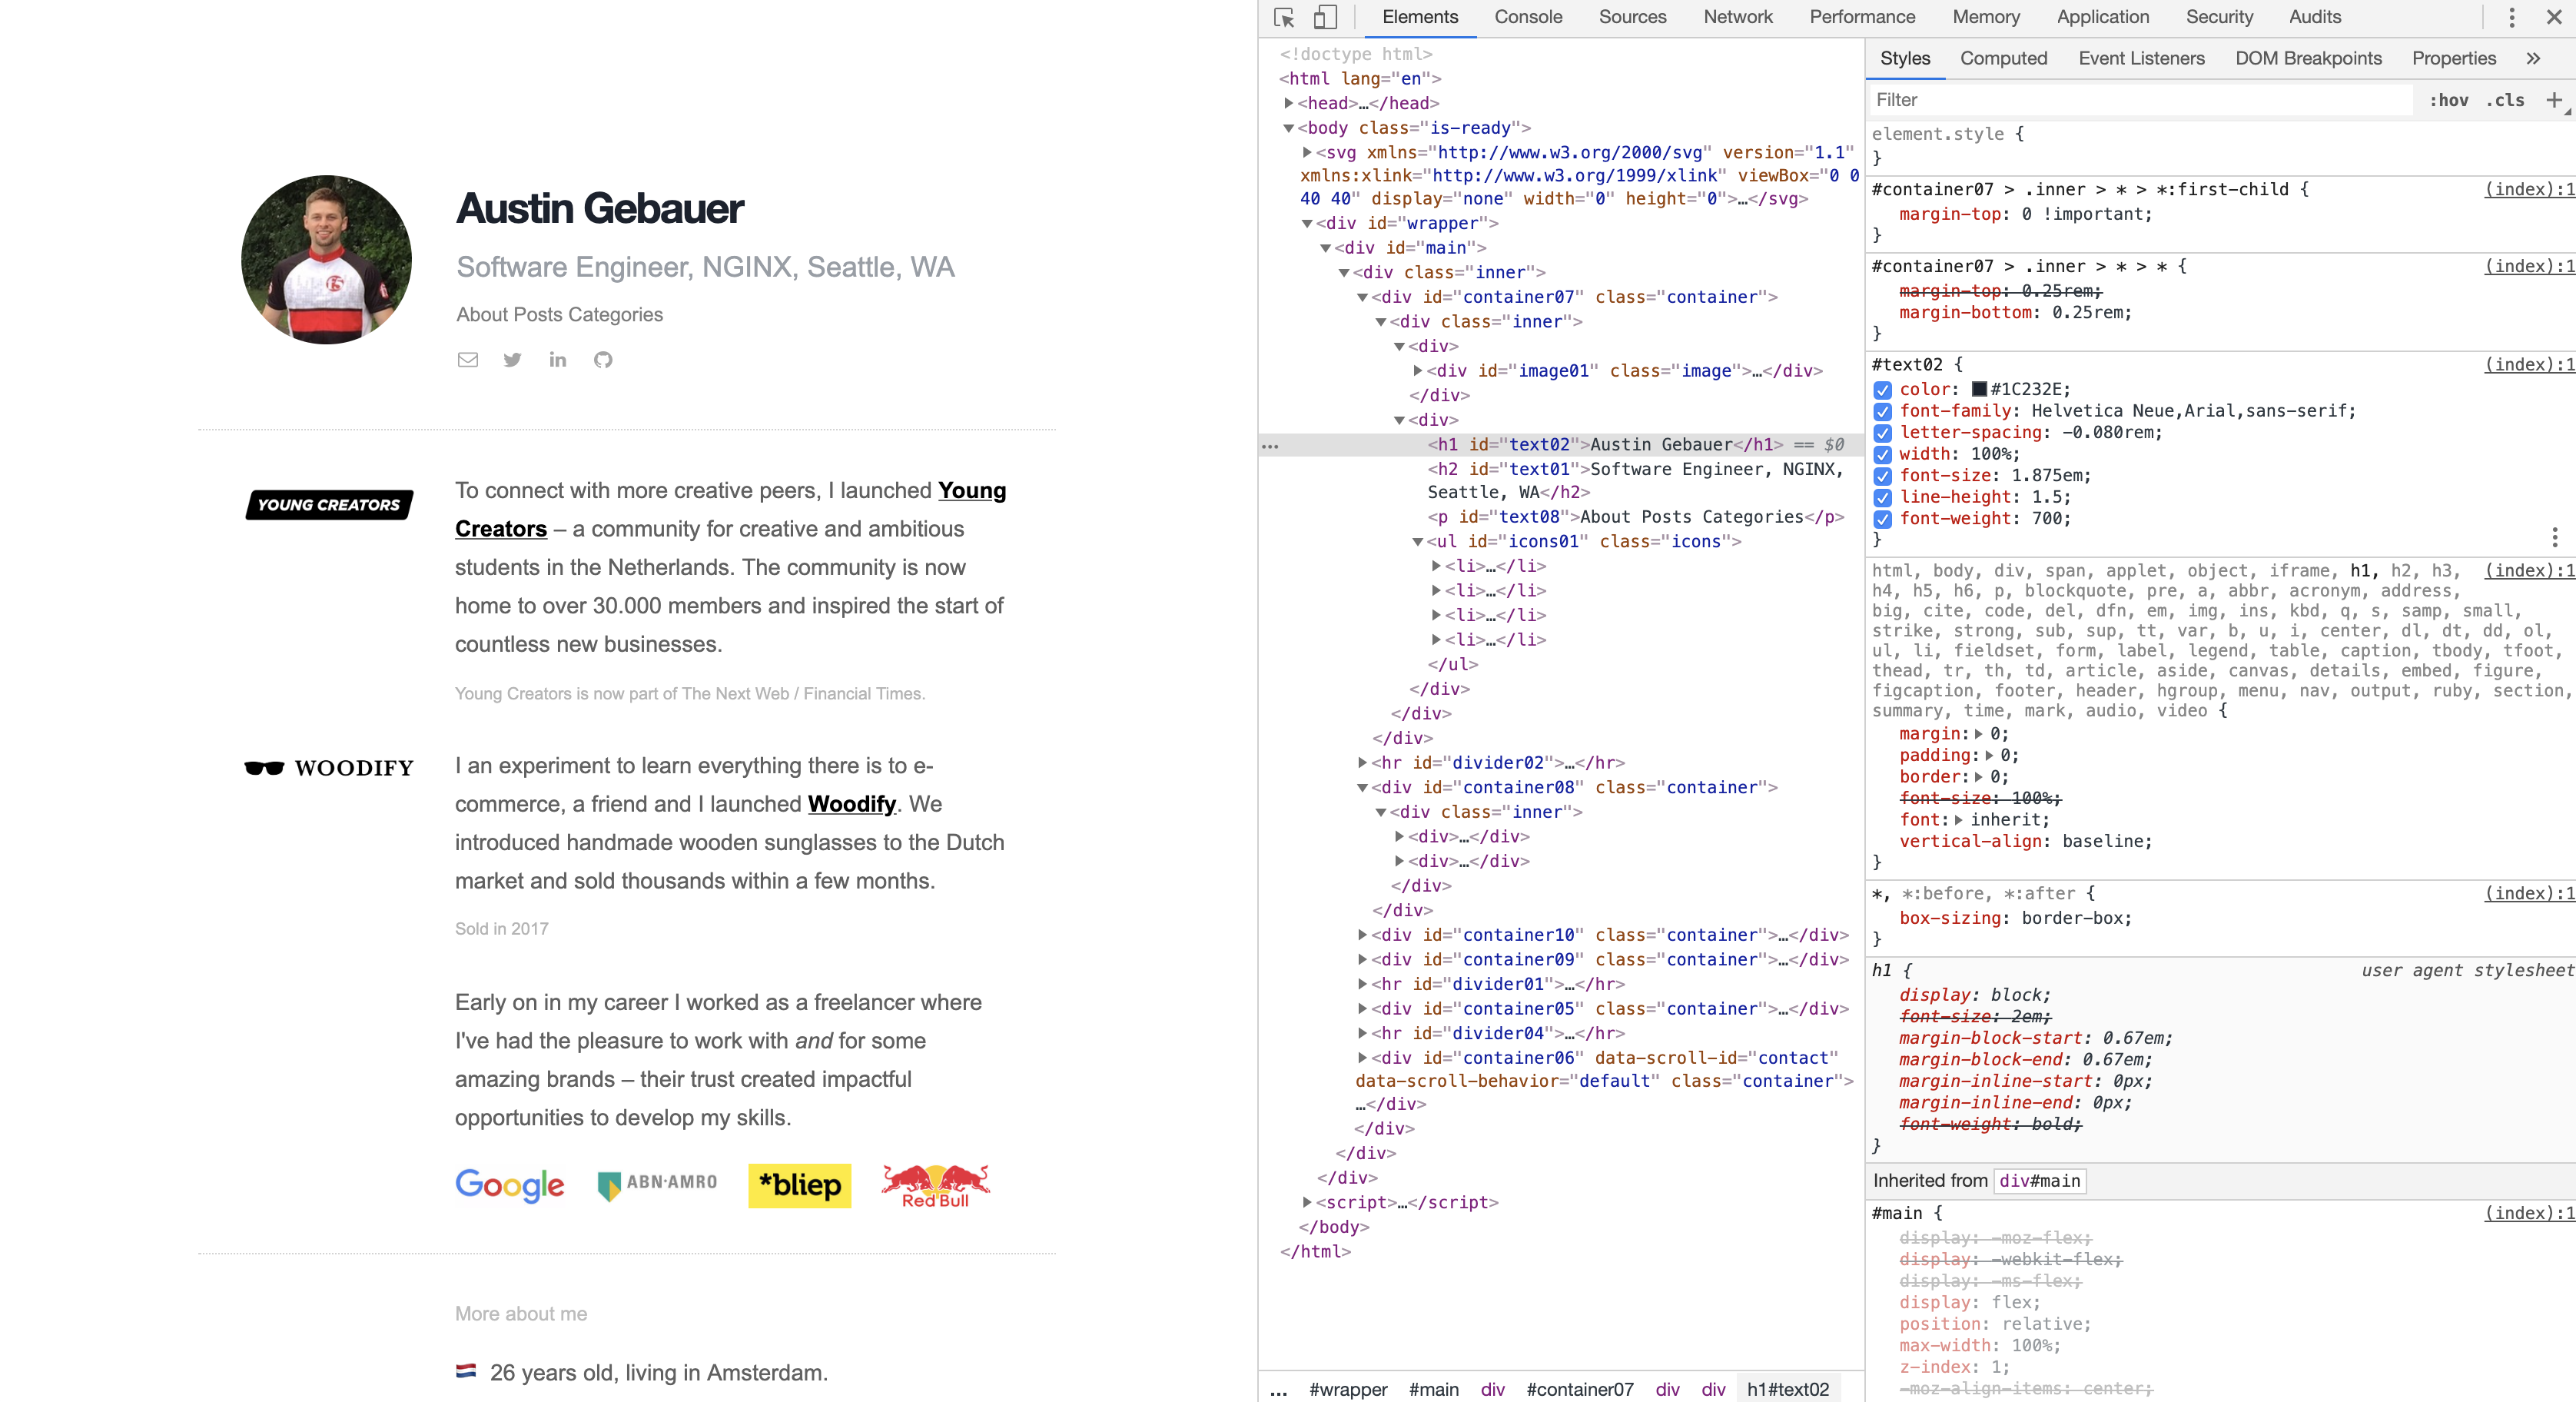 Austin Gebauer
Software Engineer, NGINX, Seattle, WA
About Posts Categories
YOUNG CREATORS
To connect with more creative peers, I launched Young
Creators – a community for creative and ambitious
students in the Netherlands. The community is now
home to over 30.000 members and inspired the start of
countless new businesses.
Young Creators is now part of The Next Web / Financial Times.
WOODIFY
I an experiment to learn everything there is to e-
commerce, a friend and I launched Woodify. We
introduced handmade wooden sunglasses to the Dutch
market and sold thousands within a few months.
Sold in 2017
Early on in my career I worked as a freelancer where
I've had the pleasure to work with and for some
amazing brands – their trust created impactful
opportunities to develop my skills.
Google ABN·AMRO *bliep Red Bull
More about me
26 years old, living in Amsterdam.
Elements Console Sources Network Performance Memory Application Security Audits
<!doctype html>
<html lang="en">
<head>…</head>
<body class="is-ready">
<svg xmlns="http://www.w3.org/2000/svg" version="1.1"
xmlns:xlink="http://www.w3.org/1999/xlink" viewBox="0 0
40 40" display="none" width="0" height="0">…</svg>
<div id="wrapper">
<div id="main">
<div class="inner">
<div id="container07" class="container">
<div class="inner">
<div>
<div id="image01" class="image">…</div>
</div>
<div>
… <h1 id="text02">Austin Gebauer</h1> == $0
<h2 id="text01">Software Engineer, NGINX,
Seattle, WA</h2>
<p id="text08">About Posts Categories</p>
<ul id="icons01" class="icons">
<li>…</li>
<li>…</li>
<li>…</li>
<li>…</li>
</ul>
</div>
</div>
</div>
<hr id="divider02">…</hr>
<div id="container08" class="container">
<div class="inner">
<div>…</div>
<div>…</div>
</div>
</div>
<div id="container10" class="container">…</div>
<div id="container09" class="container">…</div>
<hr id="divider01">…</hr>
<div id="container05" class="container">…</div>
<hr id="divider04">…</hr>
<div id="container06" data-scroll-id="contact"
data-scroll-behavior="default" class="container">
…</div>
</div>
</div>
</div>
<script>…</script>
</body>
</html>
… #wrapper #main div #container07 div div h1#text02
Styles Computed Event Listeners DOM Breakpoints Properties »
Filter :hov .cls +
element.style {
}
#container07 > .inner > * > *:first-child { (index):1
margin-top: 0 !important;
}
#container07 > .inner > * > * { (index):1
margin-top: 0.25rem;
margin-bottom: 0.25rem;
}
#text02 { (index):1
color: #1C232E;
font-family: Helvetica Neue,Arial,sans-serif;
letter-spacing: -0.080rem;
width: 100%;
font-size: 1.875em;
line-height: 1.5;
font-weight: 700;
}
html, body, div, span, applet, object, iframe, h1, h2, h3, (index):1
h4, h5, h6, p, blockquote, pre, a, abbr, acronym, address,
big, cite, code, del, dfn, em, img, ins, kbd, q, s, samp, small,
strike, strong, sub, sup, tt, var, b, u, i, center, dl, dt, dd, ol,
ul, li, fieldset, form, label, legend, table, caption, tbody, tfoot,
thead, tr, th, td, article, aside, canvas, details, embed, figure,
figcaption, footer, header, hgroup, menu, nav, output, ruby, section,
summary, time, mark, audio, video {
margin: 0;
padding: 0;
border: 0;
font-size: 100%;
font: inherit;
vertical-align: baseline;
}
*, *:before, *:after { (index):1
box-sizing: border-box;
}
h1 { user agent stylesheet
display: block;
font-size: 2em;
margin-block-start: 0.67em;
margin-block-end: 0.67em;
margin-inline-start: 0px;
margin-inline-end: 0px;
font-weight: bold;
}
Inherited from div#main
#main { (index):1
display: -moz-flex;
display: -webkit-flex;
display: -ms-flex;
display: flex;
position: relative;
max-width: 100%;
z-index: 1;
-moz-align-items: center;